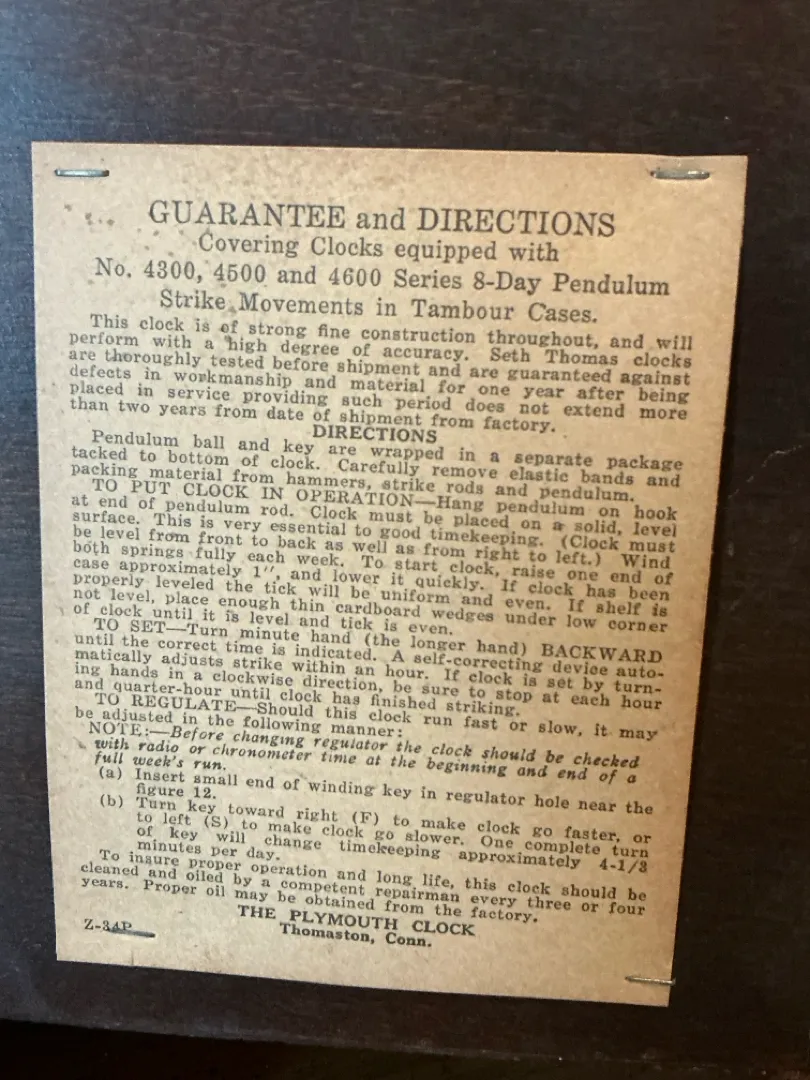 GUARANTEE and DIRECTIONS
Covering Clocks equipped with
No. 4300, 4500 and 4600 Series 8-Day Pendulum
Strike Movements in Tambour Cases.
This clock is of strong fine construction throughout, and will
perform with a high degree of accuracy. Seth Thomas clocks
are thoroughly tested before shipment and are guaranteed against
defects in workmanship and material for one year after being
placed in service providing such period does not extend more
than two years from date of shipment from factory.
DIRECTIONS
Pendulum ball and key are wrapped in a separate package
tacked to bottom of clock. Carefully remove elastic bands and
packing material from hammers, strike rods and pendulum.
TO PUT CLOCK IN OPERATION—Hang pendulum on hook
at end of pendulum rod. Clock must be placed on a solid, level
surface. This is very essential to good timekeeping. (Clock must
be level from front to back as well as from right to left.) Wind
both springs fully each week. To start clock, raise one end of
case approximately 1", and lower it quickly. If clock has been
properly leveled the tick will be uniform and even. If shelf is
not level, place enough thin cardboard wedges under low corner
of clock until it is level and tick is even.
TO SET—Turn minute hand (the longer hand) BACKWARD
until the correct time is indicated. A self-correcting device auto-
matically adjusts strike within an hour. If clock is set by turn-
ing hands in a clockwise direction, be sure to stop at each hour
and quarter-hour until clock has finished striking.
TO REGULATE—Should this clock run fast or slow, it may
be adjusted in the following manner:
NOTE:—Before changing regulator the clock should be checked
with radio or chronometer time at the beginning and end of a
full week's run.
(a) Insert small end of winding key in regulator hole near the
figure 12.
(b) Turn key toward right (F) to make clock go faster, or
to left (S) to make clock go slower. One complete turn
of key will change timekeeping approximately 4-1/3
minutes per day.
To insure proper operation and long life, this clock should be
cleaned and oiled by a competent repairman every three or four
years. Proper oil may be obtained from the factory.
THE PLYMOUTH CLOCK
Thomaston, Conn.
Z-34P